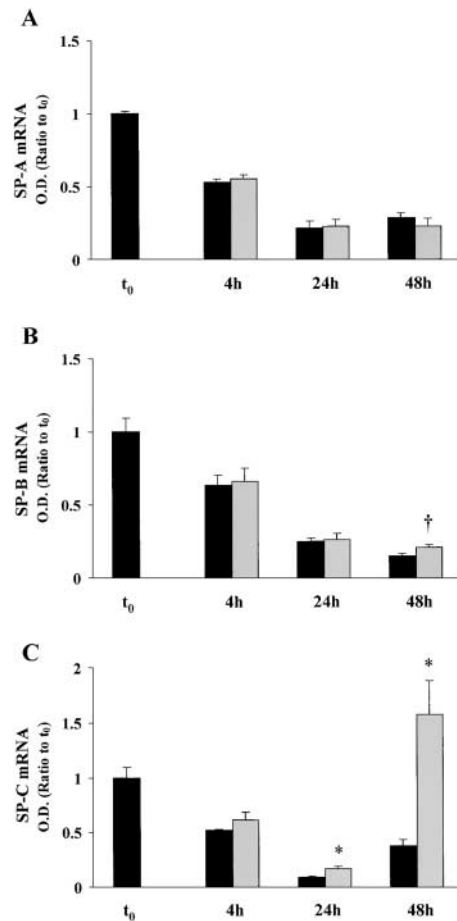 A
SP-A mRNA
O.D. (Ratio to t₀)
1.5
1
0.5
0
t₀ 4h 24h 48h
B
SP-B mRNA
O.D. (Ratio to t₀)
1.5
1
0.5
0
†
t₀ 4h 24h 48h
C
SP-C mRNA
O.D. (Ratio to t₀)
2
1.5
1
0.5
0
*
*
t₀ 4h 24h 48h